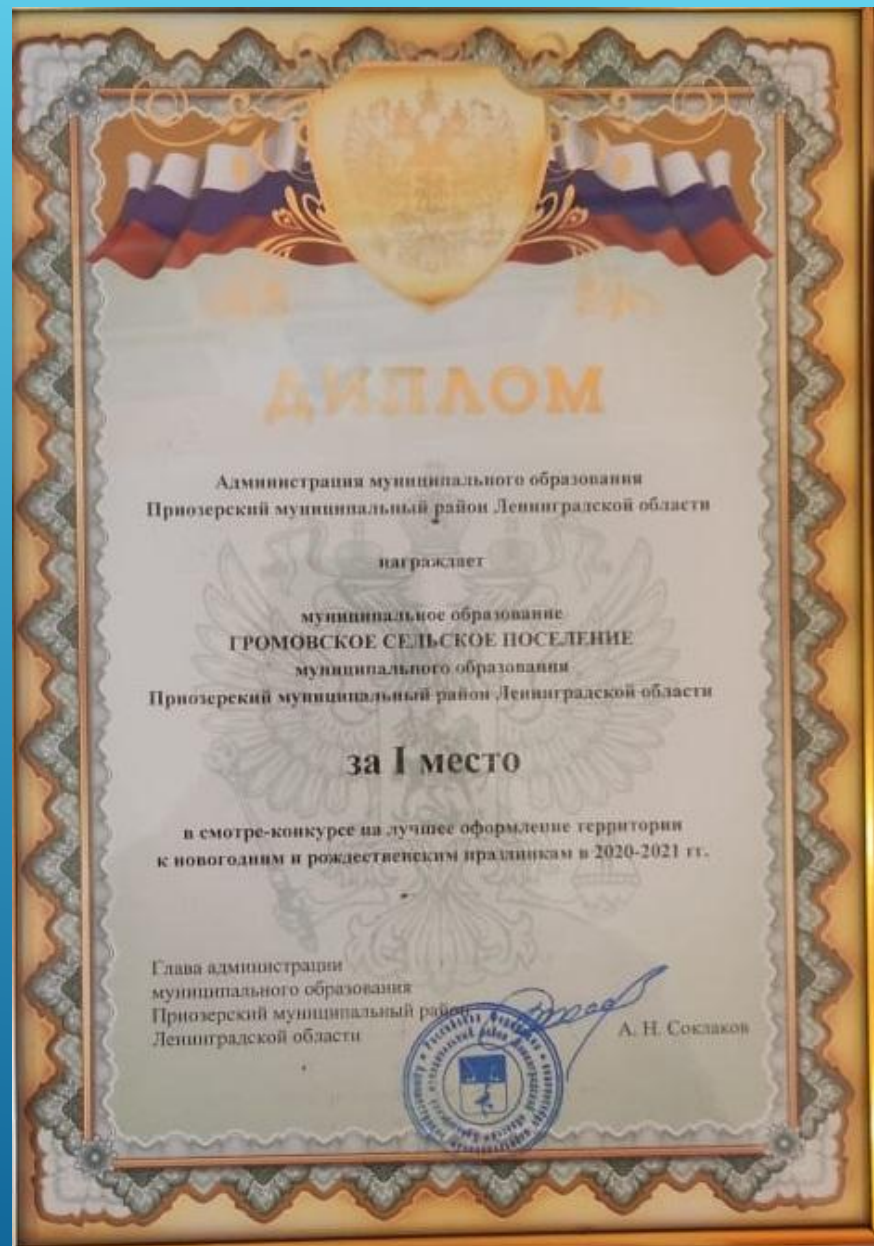 ДИПЛОМ
Администрация муниципального образования
Приозерский муниципальный район Ленинградской области
награждает
муниципальное образование
ГРОМОВСКОЕ СЕЛЬСКОЕ ПОСЕЛЕНИЕ
муниципального образования
Приозерский муниципальный район Ленинградской области
за I место
в смотре-конкурсе на лучшее оформление территории
к новогодним и рождественским праздникам в 2020-2021 гг.
Глава администрации
муниципального образования
Приозерский муниципальный район
Ленинградской области
А. Н. Соклаков